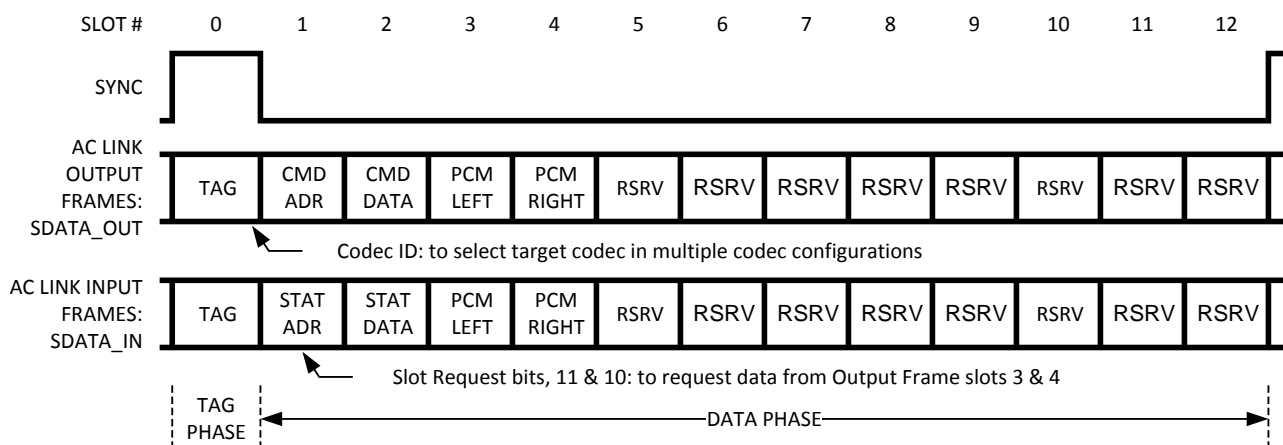 SLOT # 0 1 2 3 4 5 6 7 8 9 10 11 12
SYNC
AC LINK
OUTPUT
FRAMES:
SDATA_OUT
TAG CMD ADR CMD DATA PCM LEFT PCM RIGHT RSRV RSRV RSRV RSRV RSRV RSRV RSRV RSRV
Codec ID: to select target codec in multiple codec configurations
AC LINK INPUT
FRAMES:
SDATA_IN
TAG STAT ADR STAT DATA PCM LEFT PCM RIGHT RSRV RSRV RSRV RSRV RSRV RSRV RSRV RSRV
Slot Request bits, 11 & 10: to request data from Output Frame slots 3 & 4
TAG
PHASE
DATA PHASE